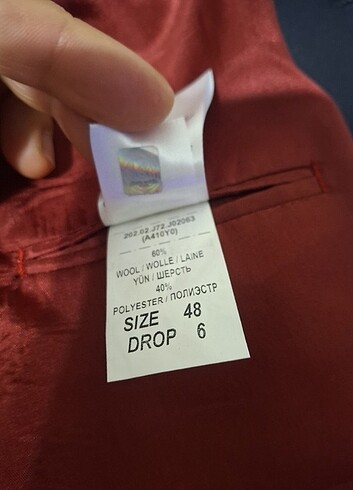 202 02 J72 J02063
(A410Y0)
60%
WOOL / WOLLE / LAINE
YÜN / ШЕРСТЬ
40%
POLYESTER / ПОЛИЭСТР
SIZE 48
DROP 6